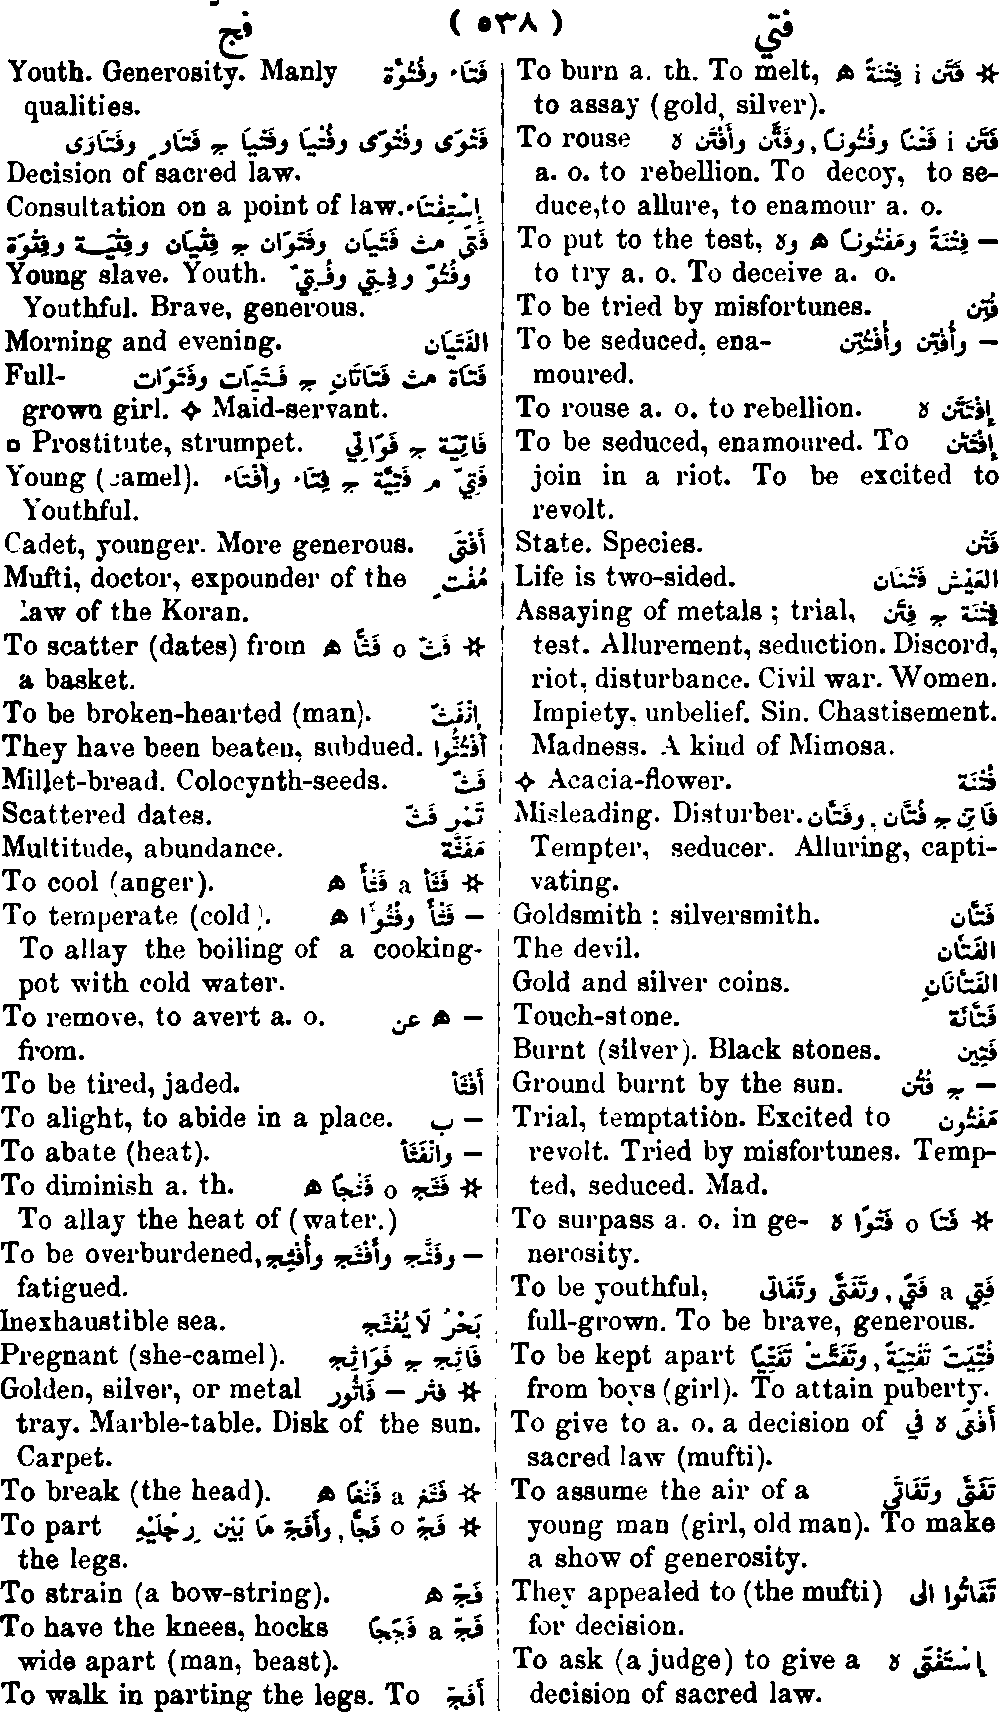 فتي ( ٥٣٨ ) فج
To burn a. th. To melt, ✲ فَتَن i فِتْنَةً ه
to assay (gold, silver).
To rouse فَتَن i فَتْنًا وفُتُونًا, وفَتَّن وأَفْتَن ه
a. o. to rebellion. To decoy, to se-
duce,to allure, to enamour a. o.
To put to the test, — فِتْنَةً ومَفْتُونًا ه وه
to try a. o. To deceive a. o.
To be tried by misfortunes. فُتِن
To be seduced, ena- — وأُفْتِن وأُفْتُتِن
moured.
To rouse a. o. to rebellion. إِفْتَتَن ه
To be seduced, enamoured. To إِفْتَتَن
join in a riot. To be excited to
revolt.
State. Species. فَتْن
Life is two-sided. العَيْش فَتْنَان
Assaying of metals ; trial, فِتْنَة ج فِتَن
test. Allurement, seduction. Discord,
riot, disturbance. Civil war. Women.
Impiety, unbelief. Sin. Chastisement.
Madness. A kind of Mimosa.
✧ Acacia-flower. فُتْنَة
Misleading. Disturber. فَاتِن ج فُتَّان, وفَتَّان
Tempter, seducer. Alluring, capti-
vating.
Goldsmith ; silversmith. فَتَّان
The devil. الفَتَّان
Gold and silver coins. الفَتَّانَانِ
Touch-stone. فَتَّانَة
Burnt (silver). Black stones. فَتِين
Ground burnt by the sun. — ج فُتُن
Trial, temptation. Excited to مَفْتُون
revolt. Tried by misfortunes. Temp-
ted, seduced. Mad.
To surpass a. o. in ge- ✲ فَتَا o فَتْوًا ه
nerosity.
To be youthful, فَتِي a فَتًى, وتَفَتَّى وتَفَاتَى
full-grown. To be brave, generous.
To be kept apart فُتِّيَت تَفْتِيَةً, وتَفَتَّتْ تَفَتِّيًا
from boys (girl). To attain puberty.
To give to a. o. a decision of أَفْتَى ه في
sacred law (mufti).
To assume the air of a تَفَتَّى وتَفَاتَى
young man (girl, old man). To make
a show of generosity.
They appealed to (the mufti) تَفَاتُوا الى
for decision.
To ask (a judge) to give a إِسْتَفْتَى ه
decision of sacred law.
Youth. Generosity. Manly فَتَاء وفُتُوَّة
qualities.
فَتْوَى وفُتْوَى وفُتْيَا وفَتْيَا ج فَتَاوٍ وفَتَاوَى
Decision of sacred law.
Consultation on a point of law. إِسْتِفْتَاء
فَتًى مث فَتَيَان وفَتَوَان ج فِتْيَان وفِتْيَـة وفِتْوَة
Young slave. Youth. وفُتُوّ وفِتِيّ وفُتِيّ
Youthful. Brave, generous.
Morning and evening. الفَتَيَان
Full- فَتَاة مث فَتَاتَانِ ج فَتَيَات وفَتَوَات
grown girl. ✧ Maid-servant.
□ Prostitute, strumpet. فَاتِيَة ج فَوَاتِي
Young (camel). فَتِيّ م فَتِيَّة ج فِتَاء وأَفْتَاء
Youthful.
Cadet, younger. More generous. أَفْتَى
Mufti, doctor, expounder of the مُفْتٍ
law of the Koran.
To scatter (dates) from ✲ فَثّ o فَثًّا ه
a basket.
To be broken-hearted (man). إِنْفَثّ
They have been beaten, subdued. أُفْثُثُوا
Millet-bread. Colocynth-seeds. فَثّ
Scattered dates. تَمْر فَثّ
Multitude, abundance. مَفَثَّة
To cool (anger). ✲ فَثَأ a فَثْأً ه
To temperate (cold). — فَثْأً وفُثُوءًا ه
To allay the boiling of a cooking-
pot with cold water.
To remove, to avert a. o. — ه عن
from.
To be tired, jaded. أَفْثَأ
To alight, to abide in a place. — ب
To abate (heat). — وانْفَثَأ
To diminish a. th. ✲ فَثَج o فَثْجًا ه
To allay the heat of (water.)
To be overburdened, — وفَثَّج وأَفْثَج وأُفْثِج
fatigued.
Inexhaustible sea. بَحْرٌ لَا يُفْثَج
Pregnant (she-camel). فَاثِج ج فَوَاثِج
Golden, silver, or metal ✲ فثر — فَاثُور
tray. Marble-table. Disk of the sun.
Carpet.
To break (the head). ✲ فَثَغ a فَثْغًا ه
To part ✲ فَجّ o فَجًّا, وأَفَجّ مَا بَيْن رِجْلَيْهِ
the legs.
To strain (a bow-string). فَجّ ه
To have the knees, hocks فَجّ a فَجَجًا
wide apart (man, beast).
To walk in parting the legs. To أَفَجّ